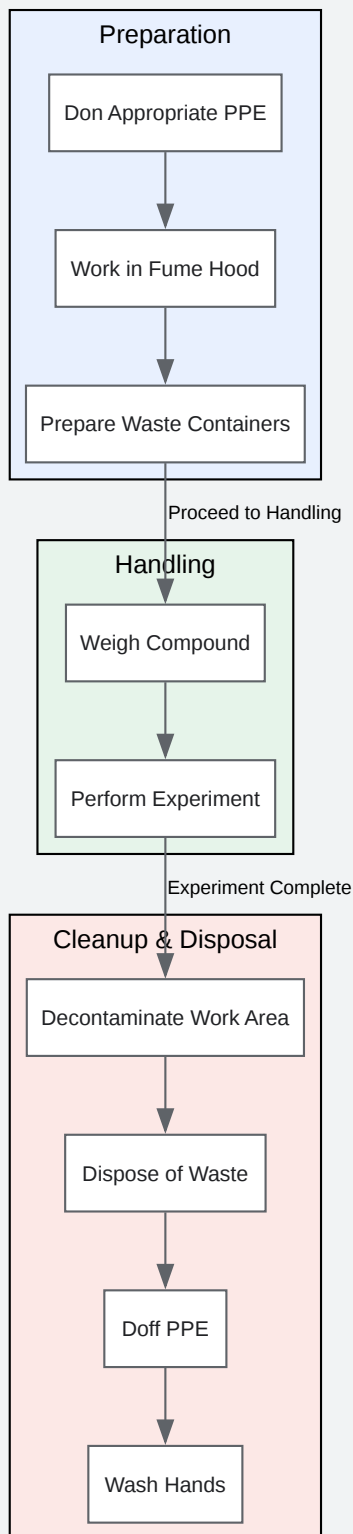 Preparation
Don Appropriate PPE
Work in Fume Hood
Prepare Waste Containers
Proceed to Handling
Handling
Weigh Compound
Perform Experiment
Experiment Complete
Cleanup & Disposal
Decontaminate Work Area
Dispose of Waste
Doff PPE
Wash Hands